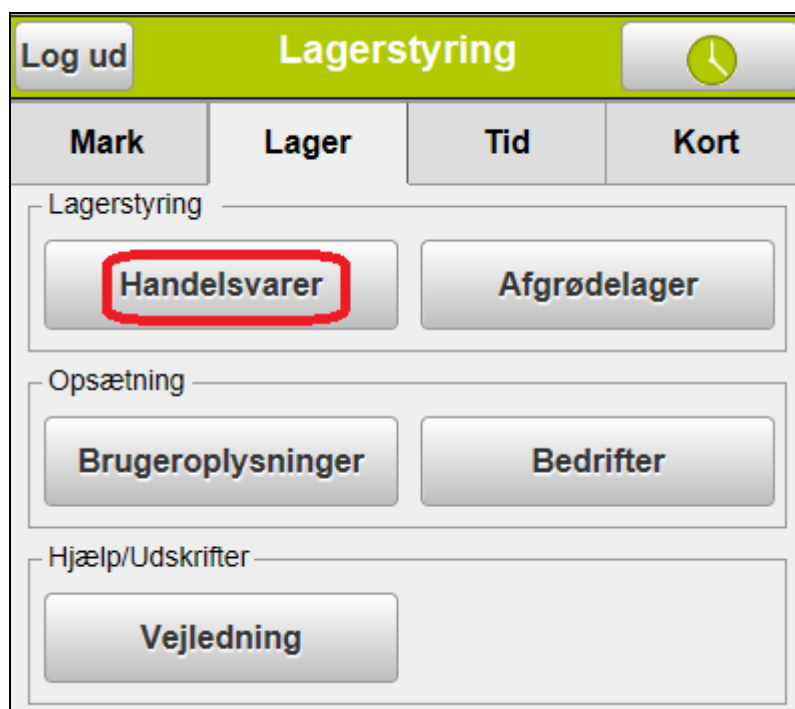 Log ud
Lagerstyring
Mark
Lager
Tid
Kort
Lagerstyring
Handelsvarer
Afgrødelager
Opsætning
Brugeroplysninger
Bedrifter
Hjælp/Udskrifter
Vejledning